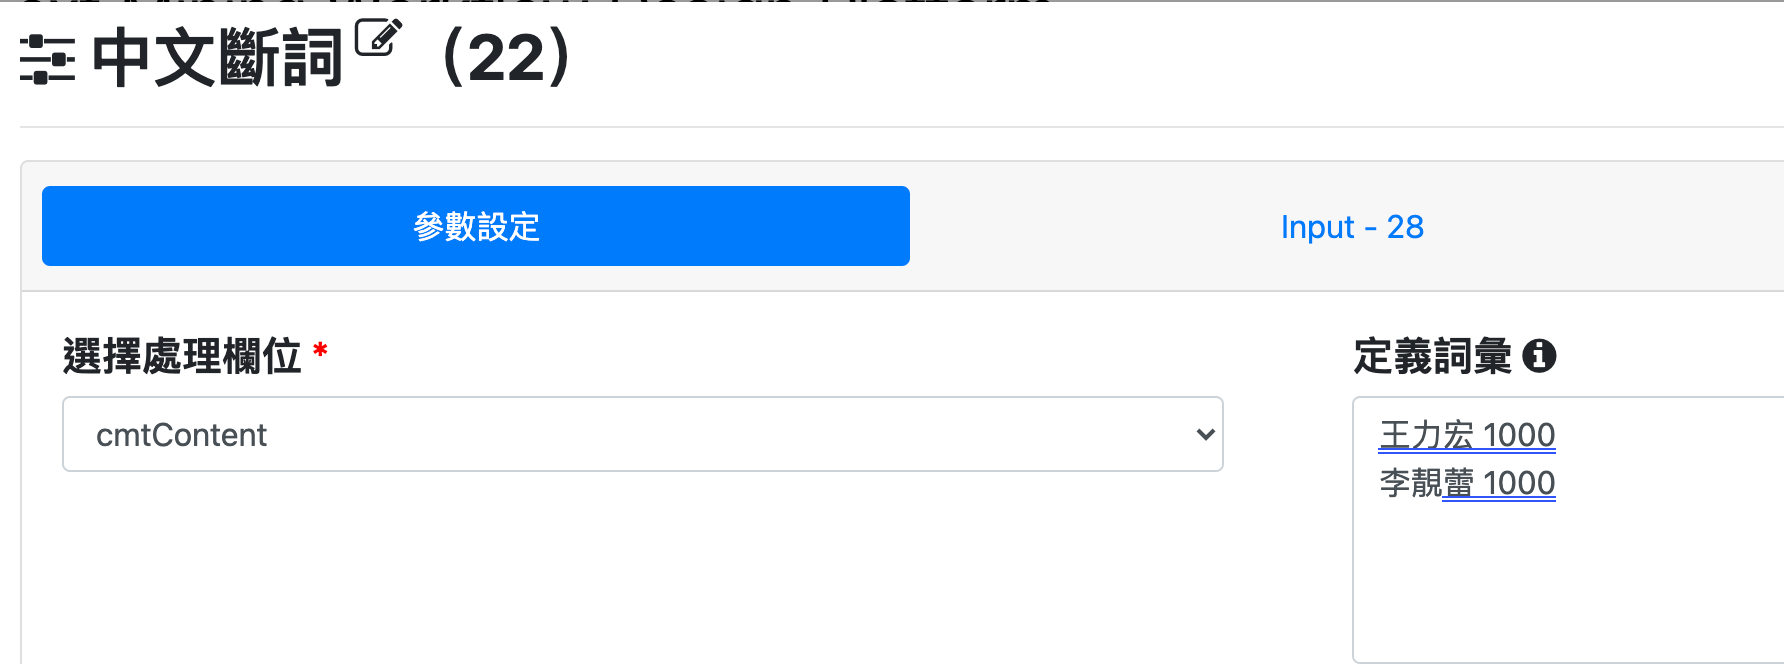 中文斷詞 (22)
參數設定
Input - 28
選擇處理欄位 *
定義詞彙
cmtContent
王力宏 1000
李靚蕾 1000